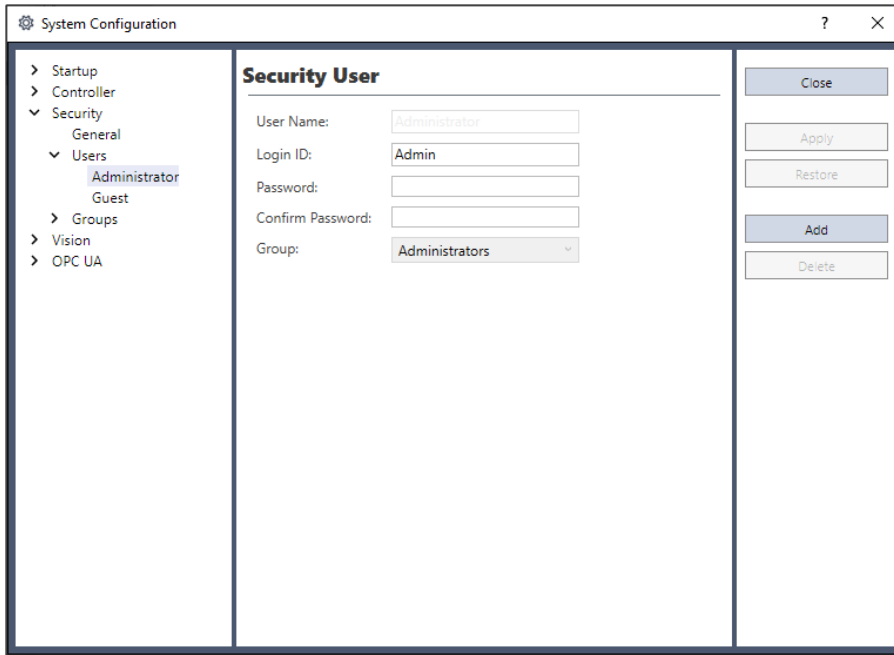 System Configuration
?
Startup
Controller
Security
General
Users
Administrator
Guest
Groups
Vision
OPC UA
Security User
User Name: Administrator
Login ID: Admin
Password:
Confirm Password:
Group: Administrators
Close
Apply
Restore
Add
Delete